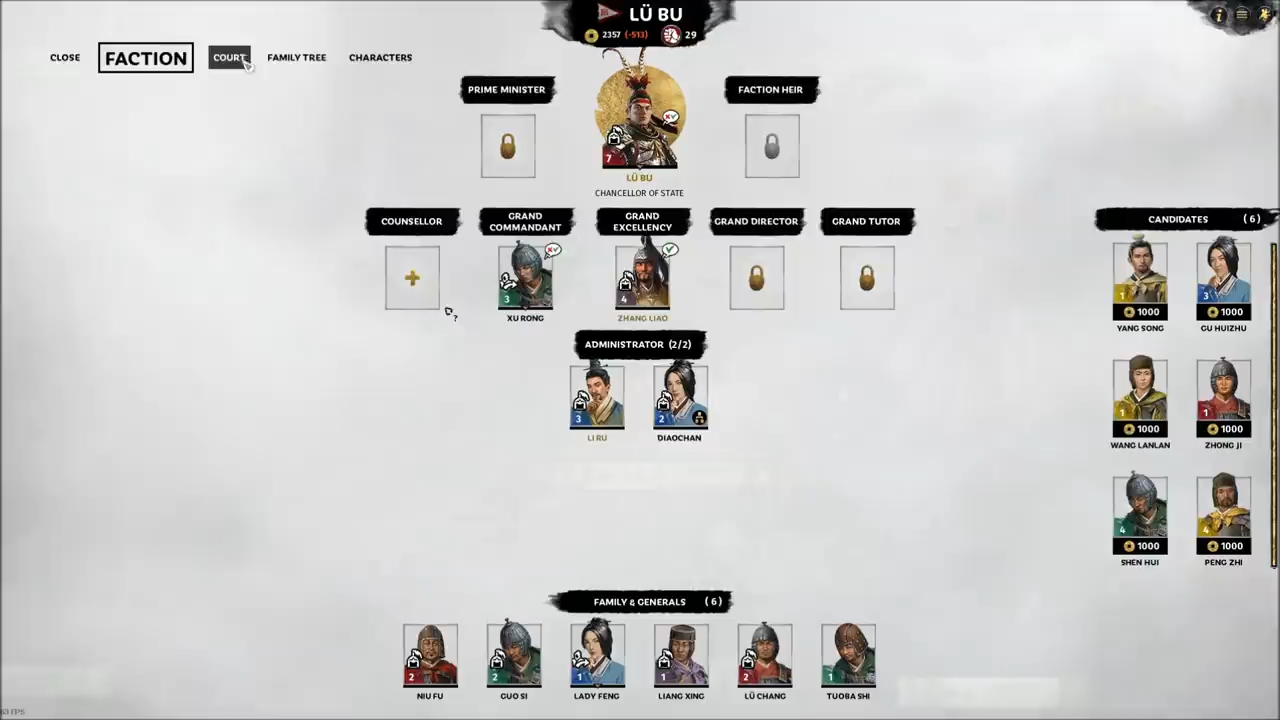 LÜ BU
2357 (-513) 29
CLOSE
FACTION
COURT
FAMILY TREE
CHARACTERS
PRIME MINISTER
FACTION HEIR
7
LÜ BU
CHANCELLOR OF STATE
COUNSELLOR
GRAND COMMANDANT
GRAND EXCELLENCY
GRAND DIRECTOR
GRAND TUTOR
3
4
XU RONG
ZHANG LIAO
?
ADMINISTRATOR (2/2)
3
2
LI RU
DIAOCHAN
CANDIDATES (6)
1
3
1000
1000
YANG SONG
GU HUIZHU
1
1
1000
1000
WANG LANLAN
ZHONG JI
4
4
1000
1000
SHEN HUI
PENG ZHI
FAMILY & GENERALS (6)
2
2
1
1
2
1
NIU FU
GUO SI
LADY FENG
LIANG XING
LÜ CHANG
TUOBA SHI
63 FPS